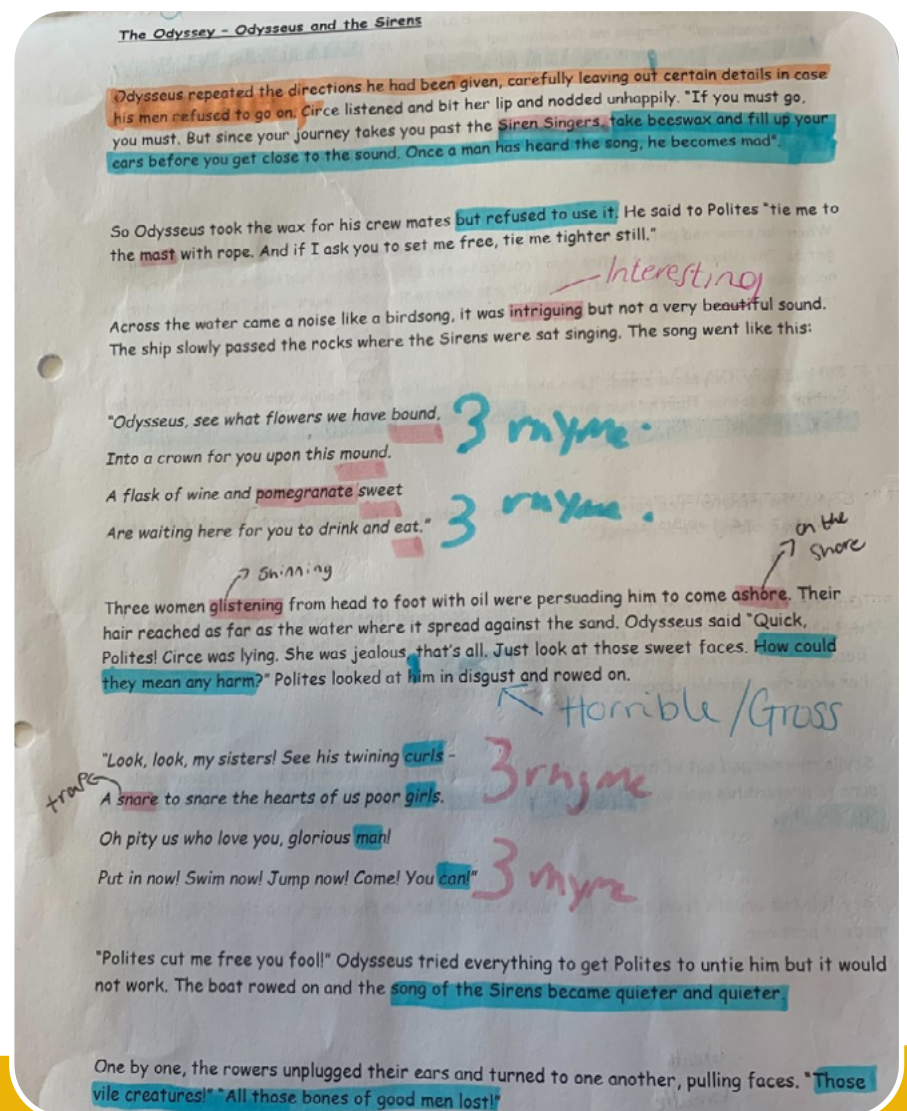 The Odyssey – Odysseus and the Sirens
Odysseus repeated the directions he had been given, carefully leaving out certain details in case
his men refused to go on. Circe listened and bit her lip and nodded unhappily. "If you must go,
you must. But since your journey takes you past the Siren Singers, take beeswax and fill up your
ears before you get close to the sound. Once a man has heard the song, he becomes mad".
So Odysseus took the wax for his crew mates but refused to use it. He said to Polites "tie me to
the mast with rope. And if I ask you to set me free, tie me tighter still."
Interesting
Across the water came a noise like a birdsong, it was intriguing but not a very beautiful sound.
The ship slowly passed the rocks where the Sirens were sat singing. The song went like this:
"Odysseus, see what flowers we have bound,
Into a crown for you upon this mound.
} rhyme.
A flask of wine and pomegranate sweet
Are waiting here for you to drink and eat."
} rhyme.
on the
shore
Shinning
Three women glistening from head to foot with oil were persuading him to come ashore. Their
hair reached as far as the water where it spread against the sand. Odysseus said "Quick,
Polites! Circe was lying. She was jealous, that's all. Just look at those sweet faces. How could
they mean any harm?" Polites looked at him in disgust and rowed on.
Horrible/Gross
"Look, look, my sisters! See his twining curls –
trap
A snare to snare the hearts of us poor girls.
} rhyme
Oh pity us who love you, glorious man!
Put in now! Swim now! Jump now! Come! You can!"
} rhyme
"Polites cut me free you fool!" Odysseus tried everything to get Polites to untie him but it would
not work. The boat rowed on and the song of the Sirens became quieter and quieter.
One by one, the rowers unplugged their ears and turned to one another, pulling faces. "Those
vile creatures!" "All those bones of good men lost!"